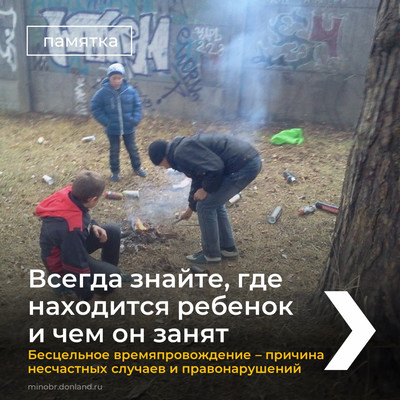 памятка
Всегда знайте, где
находится ребенок
и чем он занят
Бесцельное времяпровождение – причина
несчастных случаев и правонарушений
minobr.donland.ru